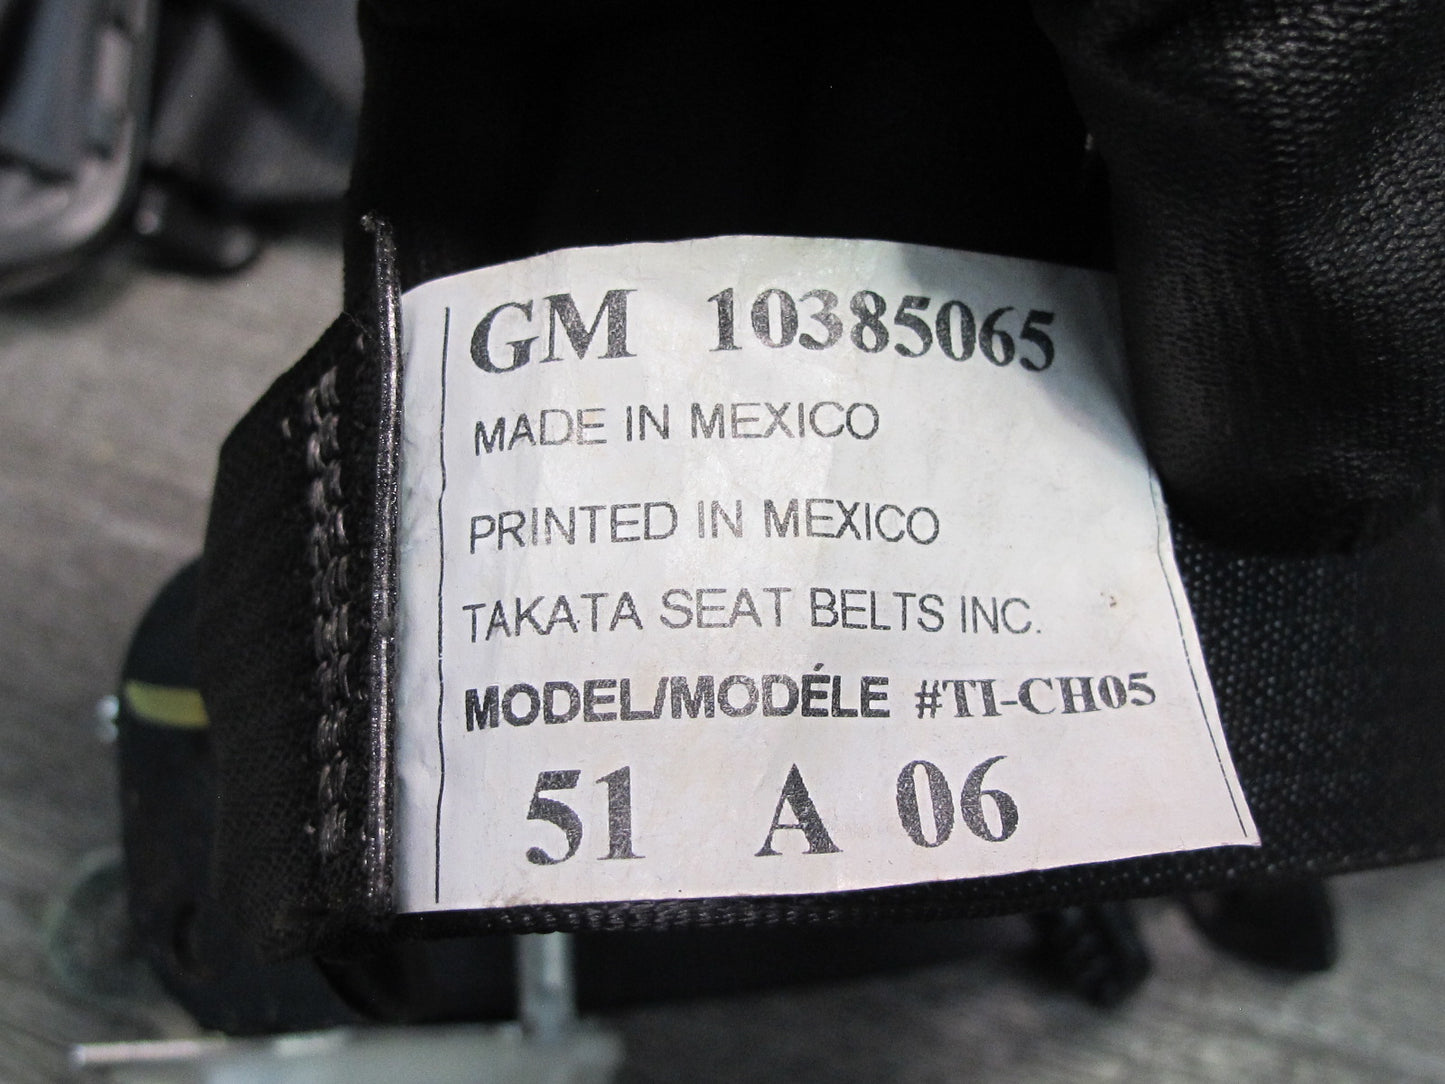 GM 10385065
MADE IN MEXICO
PRINTED IN MEXICO
TAKATA SEAT BELTS INC.
MODEL/MODÉLE #TI-CH05
51 A 06